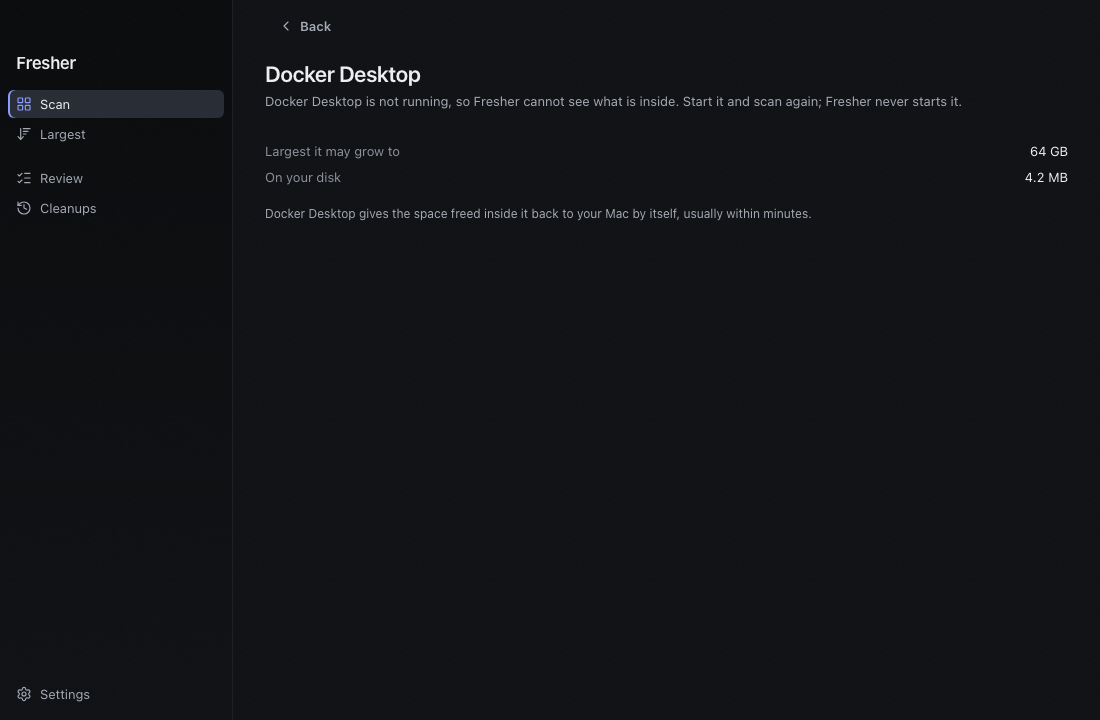 Back
Fresher
Scan
Largest
Review
Cleanups
Settings
Docker Desktop
Docker Desktop is not running, so Fresher cannot see what is inside. Start it and scan again; Fresher never starts it.
Largest it may grow to 64 GB
On your disk 4.2 MB
Docker Desktop gives the space freed inside it back to your Mac by itself, usually within minutes.